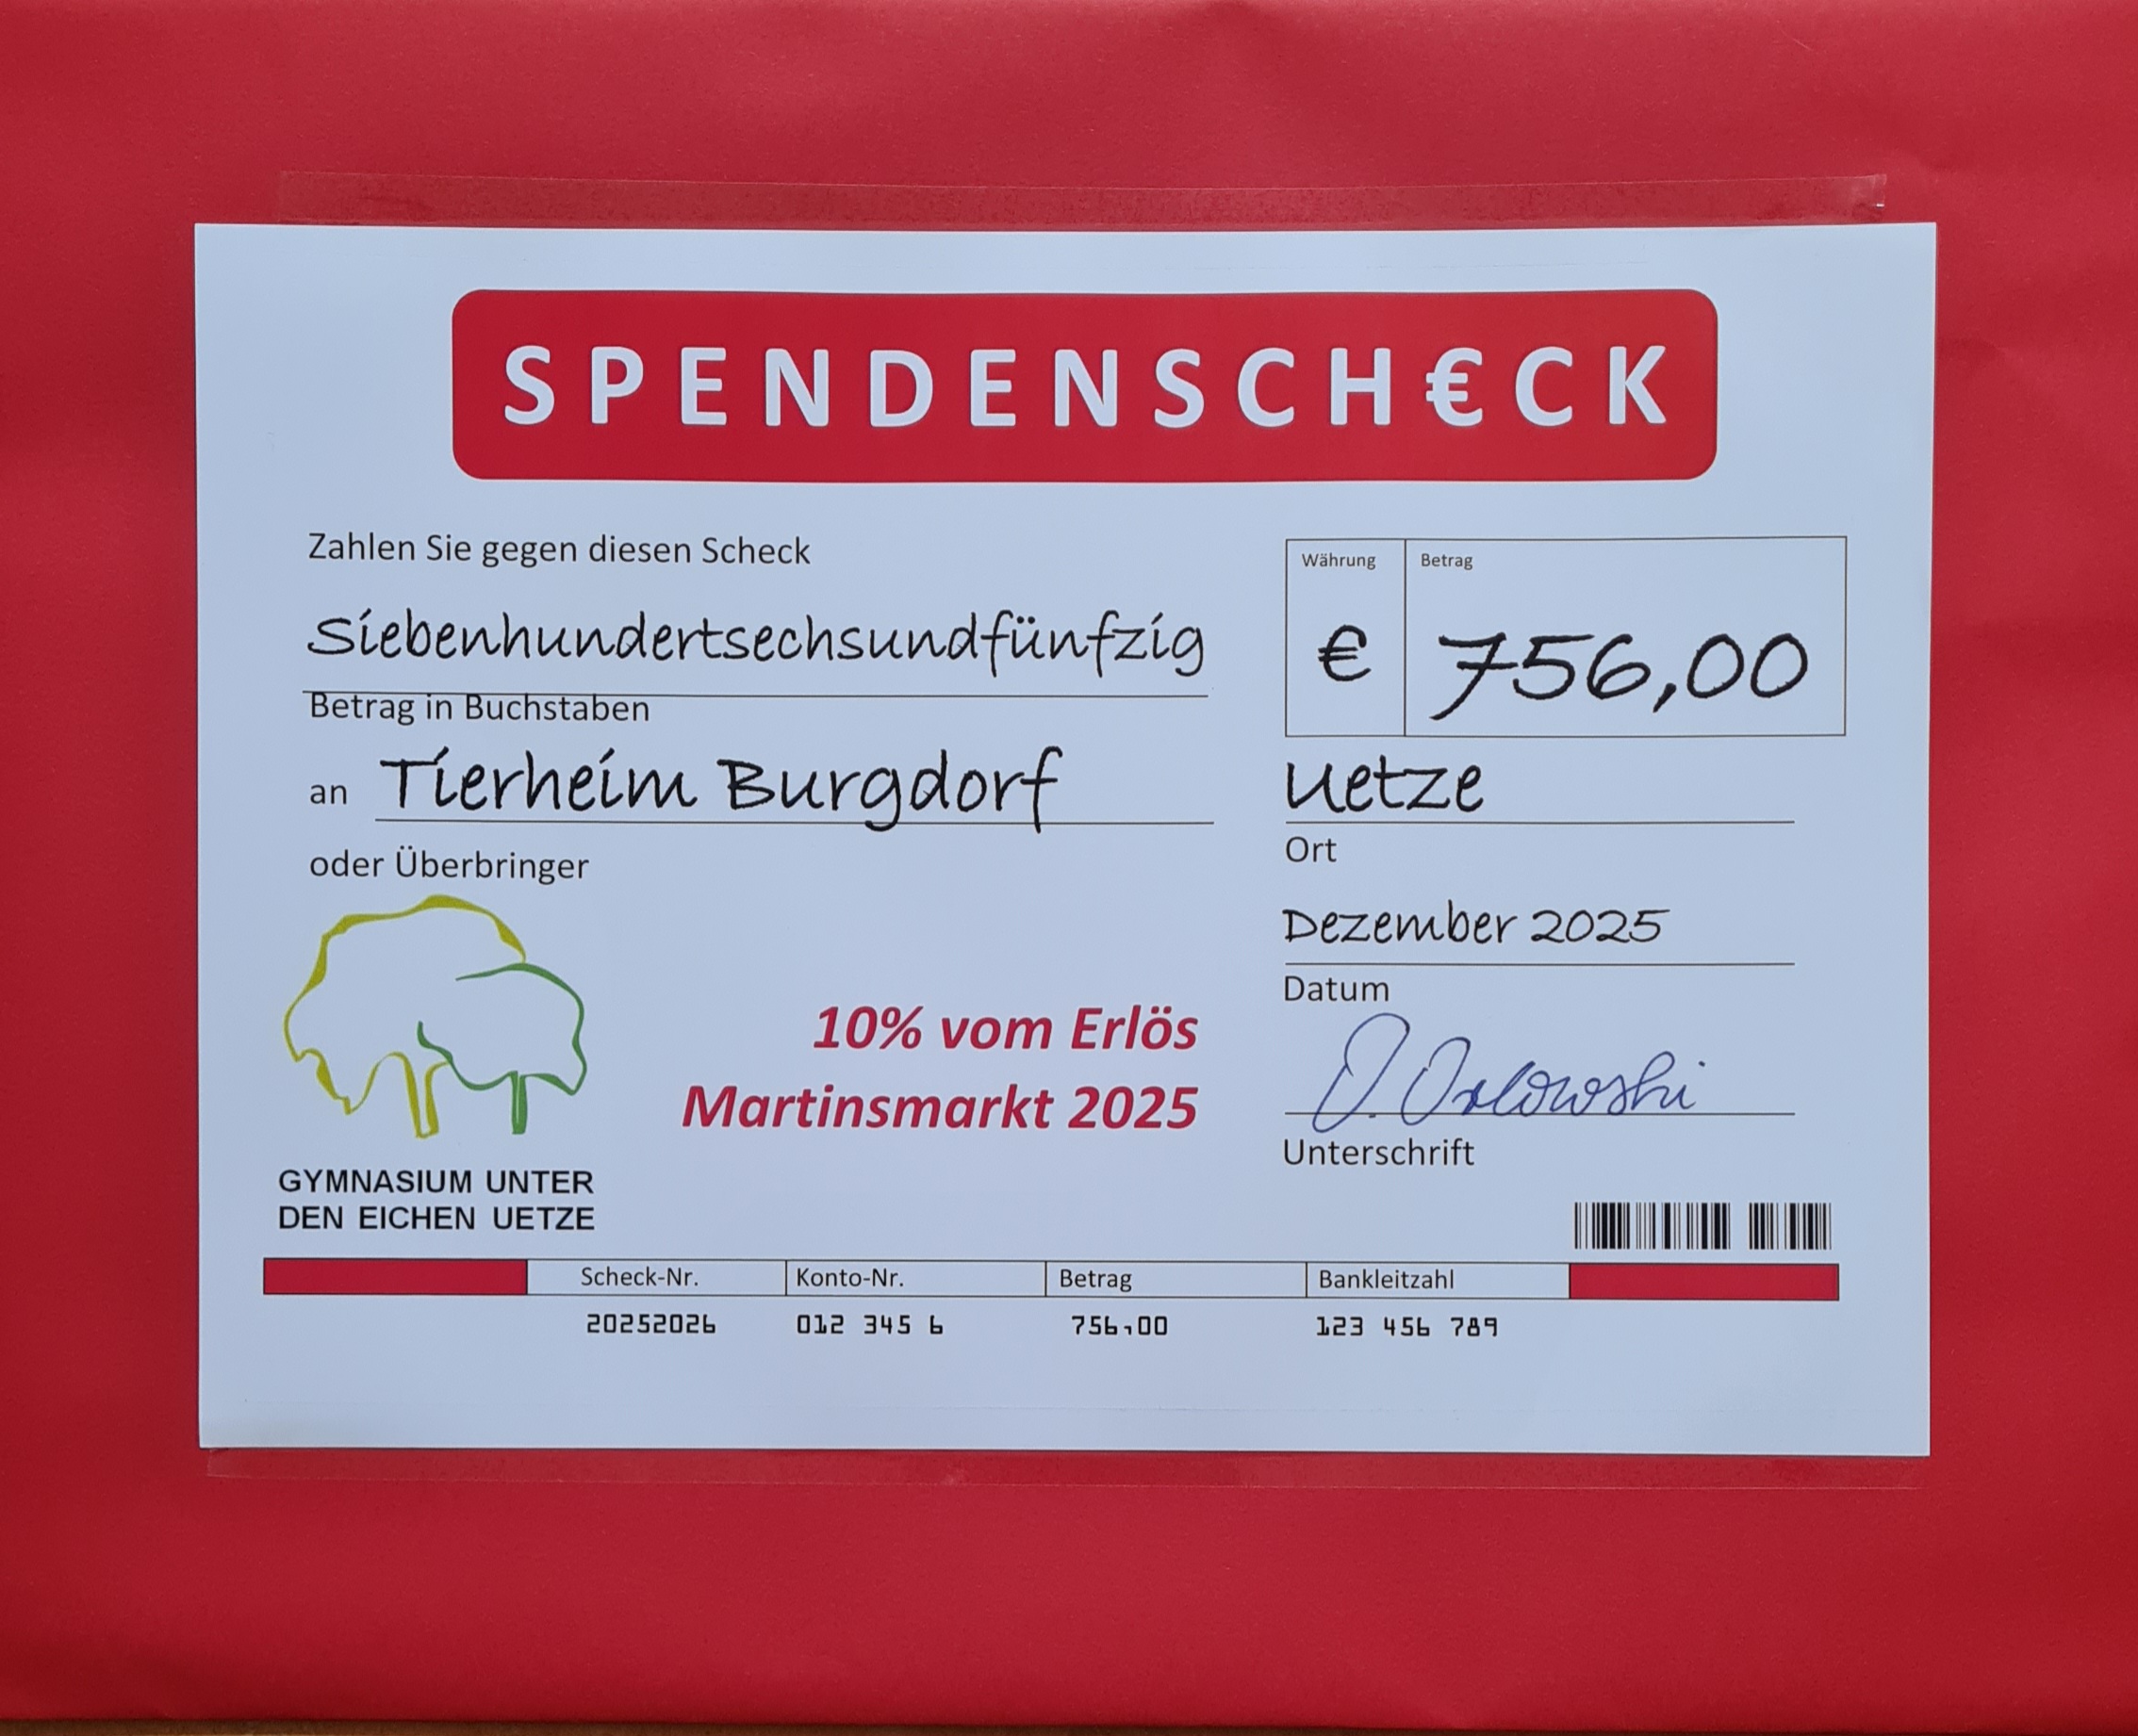 SPENDENSCH€CK
Zahlen Sie gegen diesen Scheck
Siebenhundertsechsundfünfzig
Betrag in Buchstaben
Währung Betrag
€ 756,00
an Tierheim Burgdorf
oder Überbringer
Uetze
Ort
Dezember 2025
Datum
10% vom Erlös
Martinsmarkt 2025
O. Orlowski
Unterschrift
GYMNASIUM UNTER
DEN EICHEN UETZE
Scheck-Nr. Konto-Nr. Betrag Bankleitzahl
20252026 012 345 6 756,00 123 456 789